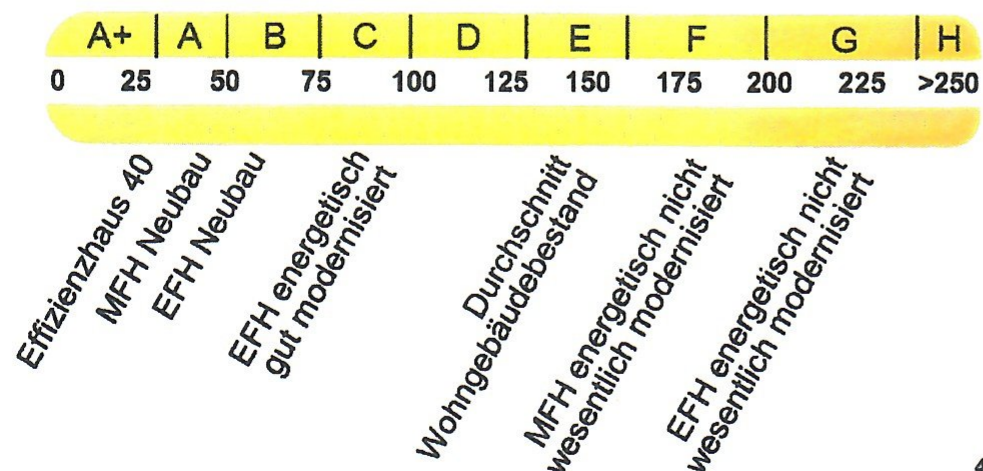 A+ A B C D E F G H
0 25 50 75 100 125 150 175 200 225 >250
Effizienzhaus 40
MFH Neubau
EFH Neubau
EFH energetisch
gut modernisiert
Durchschnitt
Wohngebäudebestand
MFH energetisch nicht
wesentlich modernisiert
EFH energetisch nicht
wesentlich modernisiert